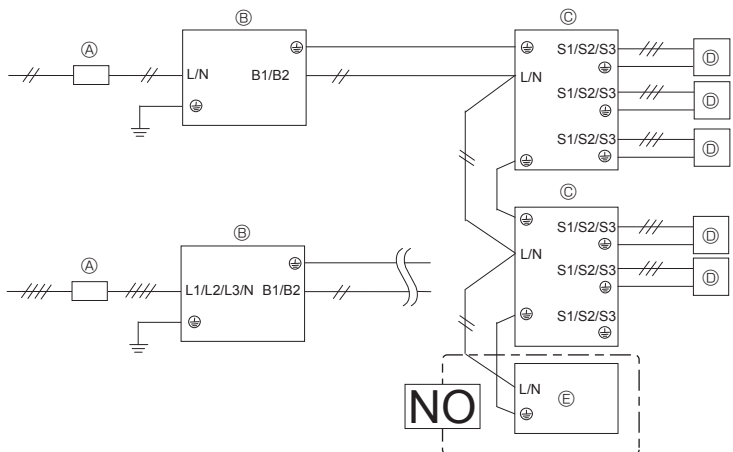 Ⓑ
Ⓒ
Ⓐ
L/N
B1/B2
L/N
S1/S2/S3
Ⓓ
S1/S2/S3
Ⓓ
S1/S2/S3
Ⓓ
Ⓒ
Ⓑ
Ⓐ
L1/L2/L3/N B1/B2
L/N
S1/S2/S3
Ⓓ
S1/S2/S3
Ⓓ
S1/S2/S3
NO
L/N
Ⓔ